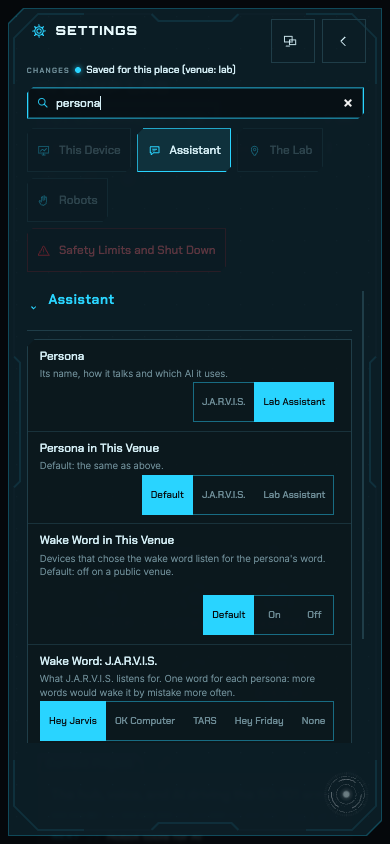 SETTINGS
CHANGES Saved for this place (venue: lab)
persona
This Device
Assistant
The Lab
Robots
Safety Limits and Shut Down
Assistant
Persona
Its name, how it talks and which AI it uses.
J.A.R.V.I.S. Lab Assistant
Persona in This Venue
Default: the same as above.
Default J.A.R.V.I.S. Lab Assistant
Wake Word in This Venue
Devices that chose the wake word listen for the persona's word.
Default: off on a public venue.
Default On Off
Wake Word: J.A.R.V.I.S.
What J.A.R.V.I.S. listens for. One word for each persona: more
words would wake it by mistake more often.
Hey Jarvis OK Computer TARS Hey Friday None